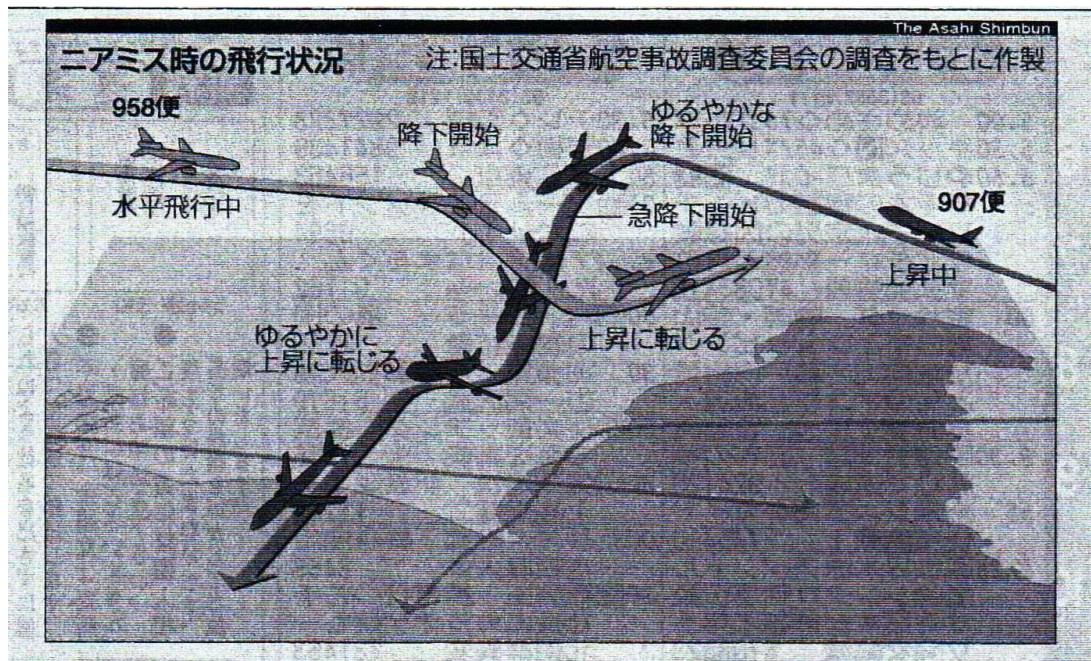 The Asahi Shimbun
ニアミス時の飛行状況
注:国土交通省航空事故調査委員会の調査をもとに作製
958便
水平飛行中
降下開始
ゆるやかな
降下開始
急降下開始
907便
上昇中
上昇に転じる
ゆるやかに
上昇に転じる